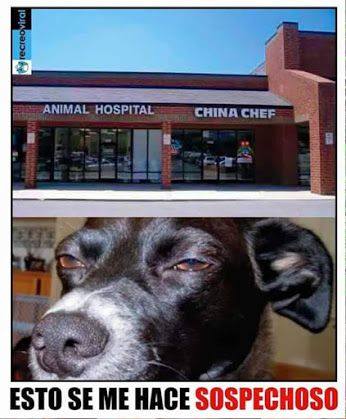 recreoviral
ANIMAL HOSPITAL CHINA CHEF
ESTO SE ME HACE SOSPECHOSO